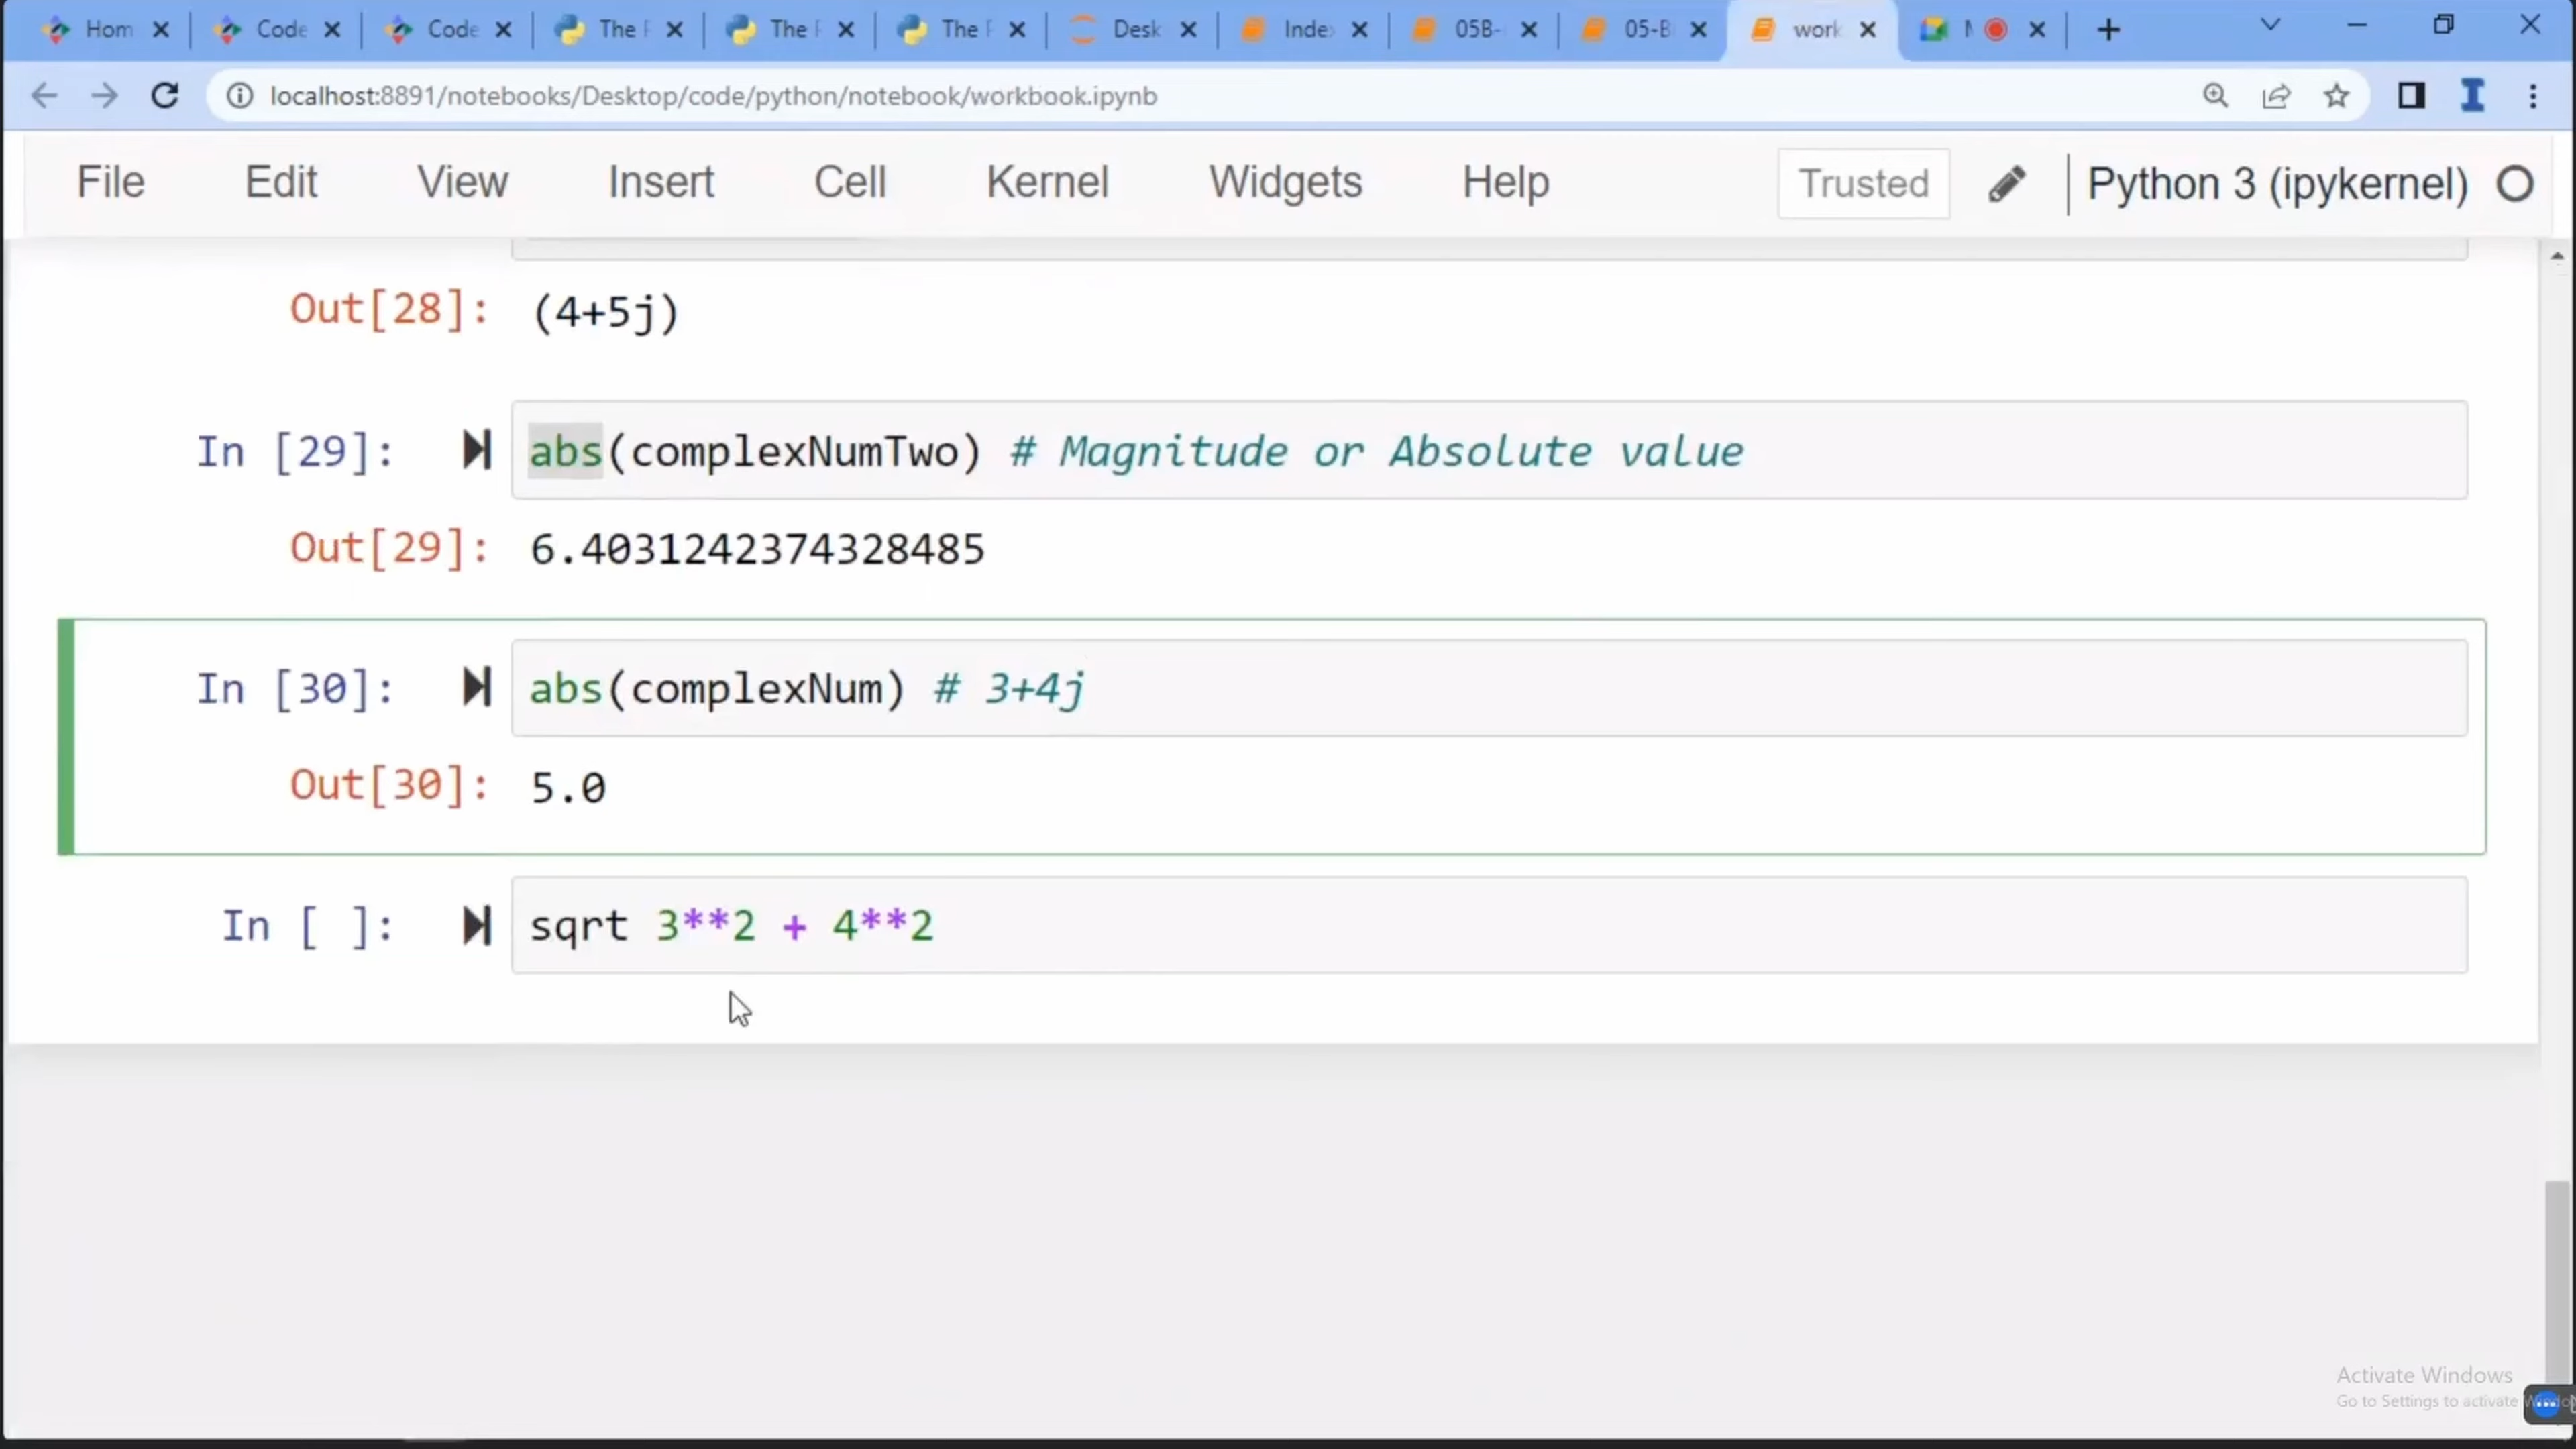 Hom Code Code The The The Desk Index 05B- 05-B work
localhost:8891/notebooks/Desktop/code/python/notebook/workbook.ipynb
File Edit View Insert Cell Kernel Widgets Help Trusted Python 3 (ipykernel)
Out[28]: (4+5j)
In [29]: abs(complexNumTwo) # Magnitude or Absolute value
Out[29]: 6.4031242374328485
In [30]: abs(complexNum) # 3+4j
Out[30]: 5.0
In [ ]: sqrt 3**2 + 4**2
Activate Windows
Go to Settings to activate